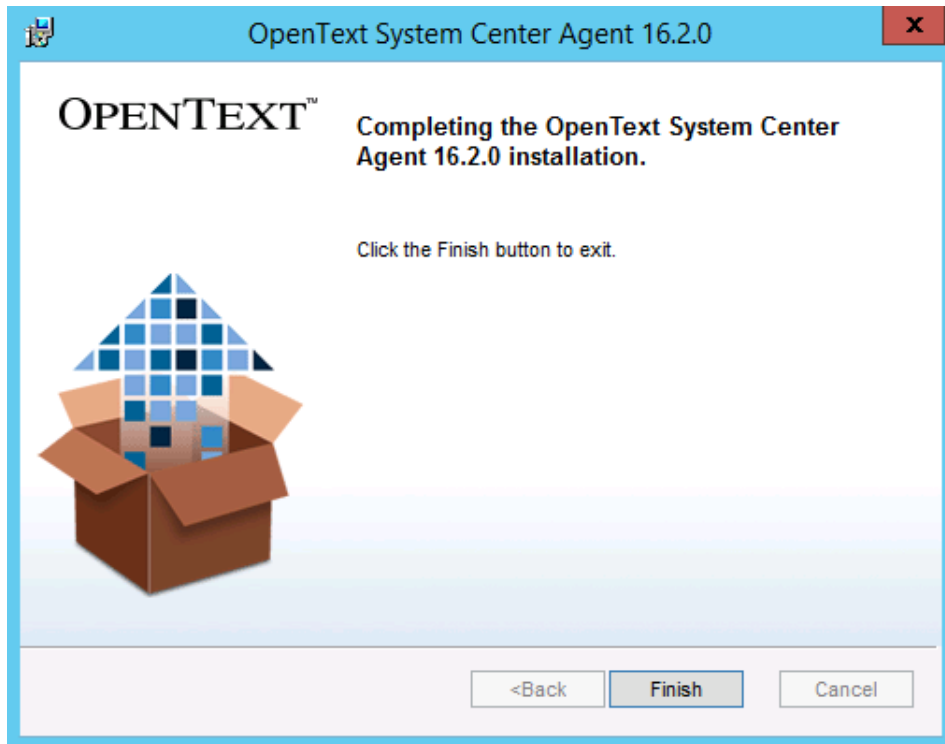 OpenText System Center Agent 16.2.0
x
OPENTEXT™
Completing the OpenText System Center
Agent 16.2.0 installation.
Click the Finish button to exit.
<Back
Finish
Cancel